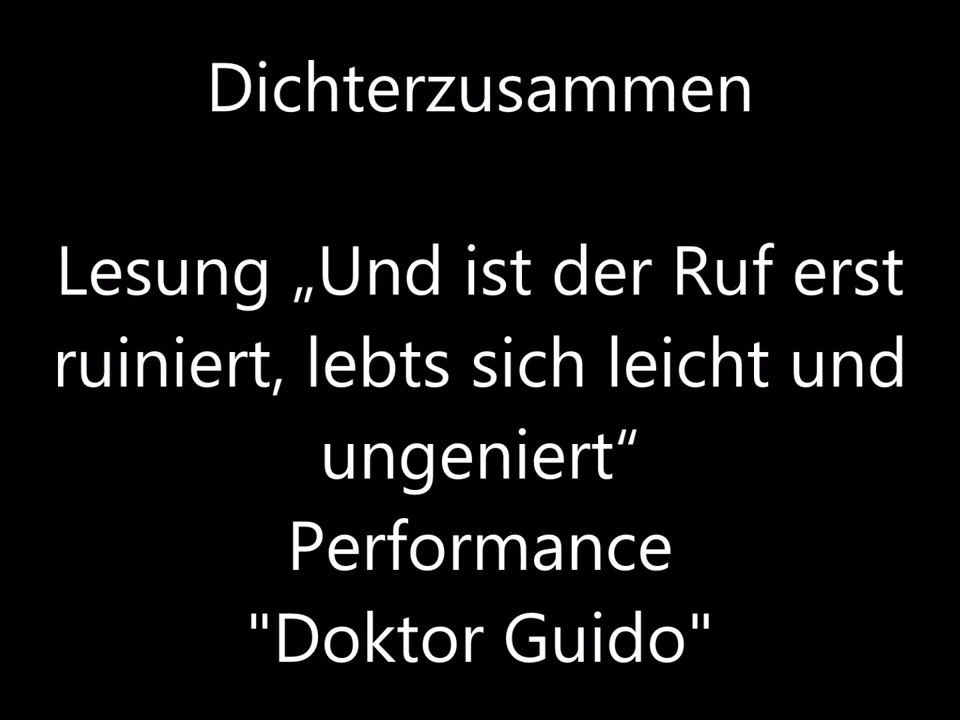 Dichterzusammen
Lesung „Und ist der Ruf erst
ruiniert, lebts sich leicht und
ungeniert“
Performance
"Doktor Guido"